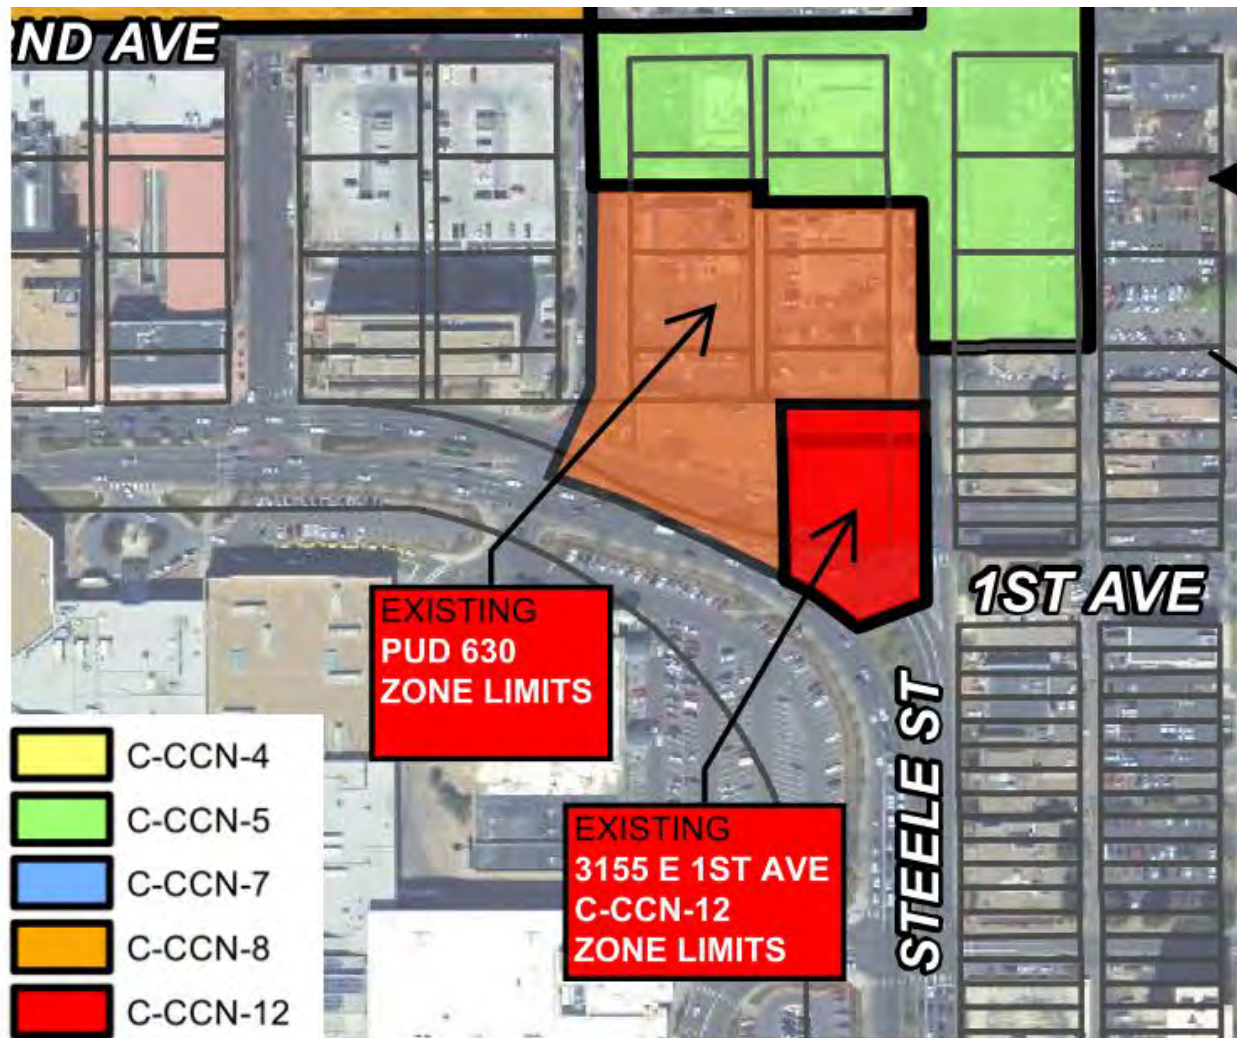 2ND AVE
EXISTING
PUD 630
ZONE LIMITS
1ST AVE
STEELE ST
EXISTING
3155 E 1ST AVE
C-CCN-12
ZONE LIMITS
C-CCN-4
C-CCN-5
C-CCN-7
C-CCN-8
C-CCN-12